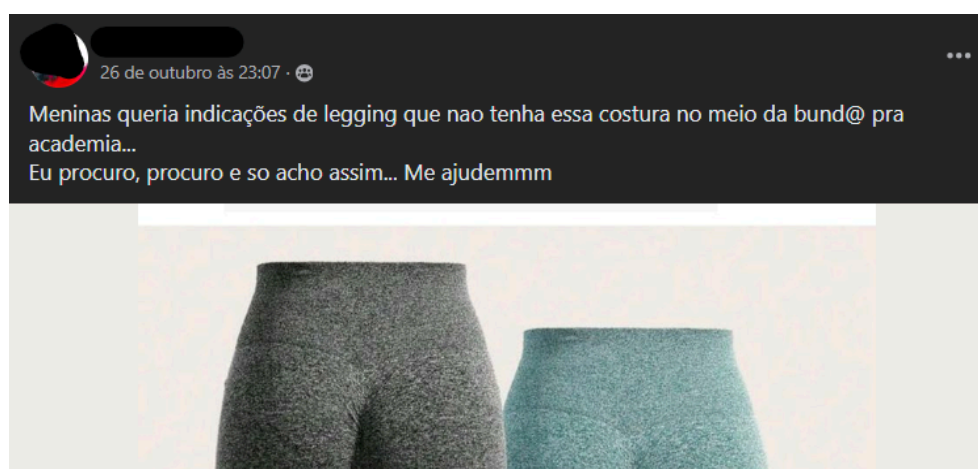 26 de outubro às 23:07 ·
Meninas queria indicações de legging que nao tenha essa costura no meio da bund@ pra
academia...
Eu procuro, procuro e so acho assim... Me ajudemmm